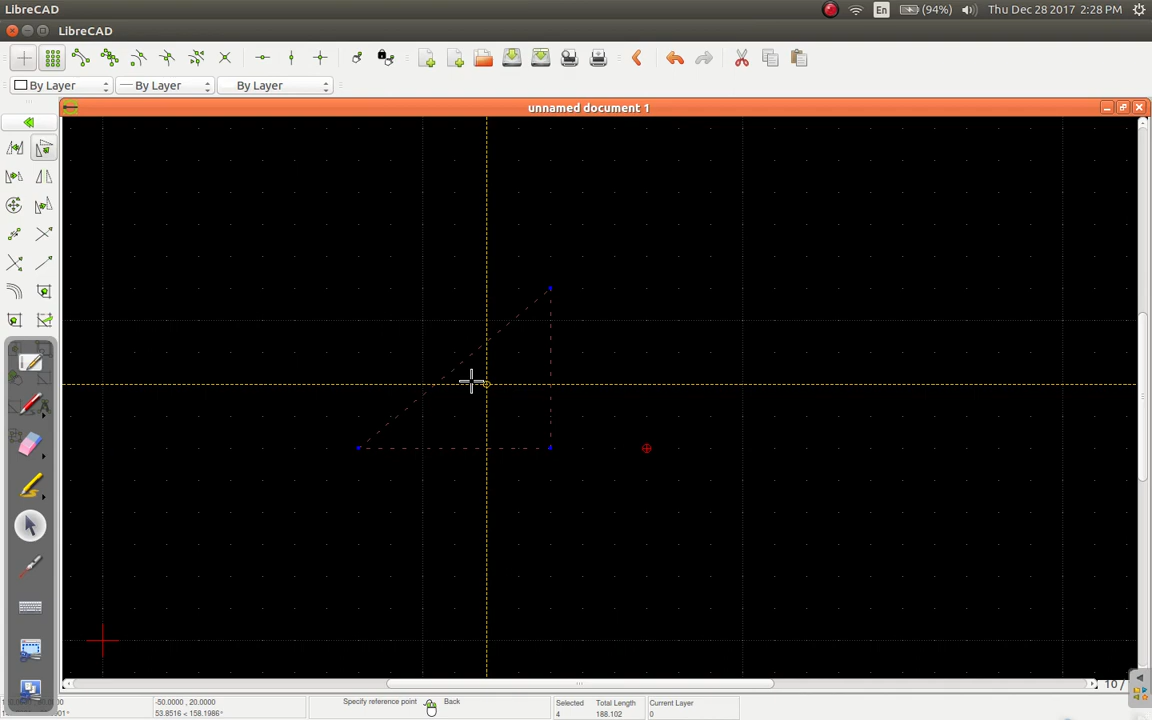 LibreCAD
En
(94%)
Thu Dec 28 2017 2:28 PM
LibreCAD
By Layer
By Layer
By Layer
unnamed document 1
10 /
-50.0000 , 20.0000
53.8516 < 158.1986°
Specify reference point
Back
Selected
4
Total Length
188.102
Current Layer
0